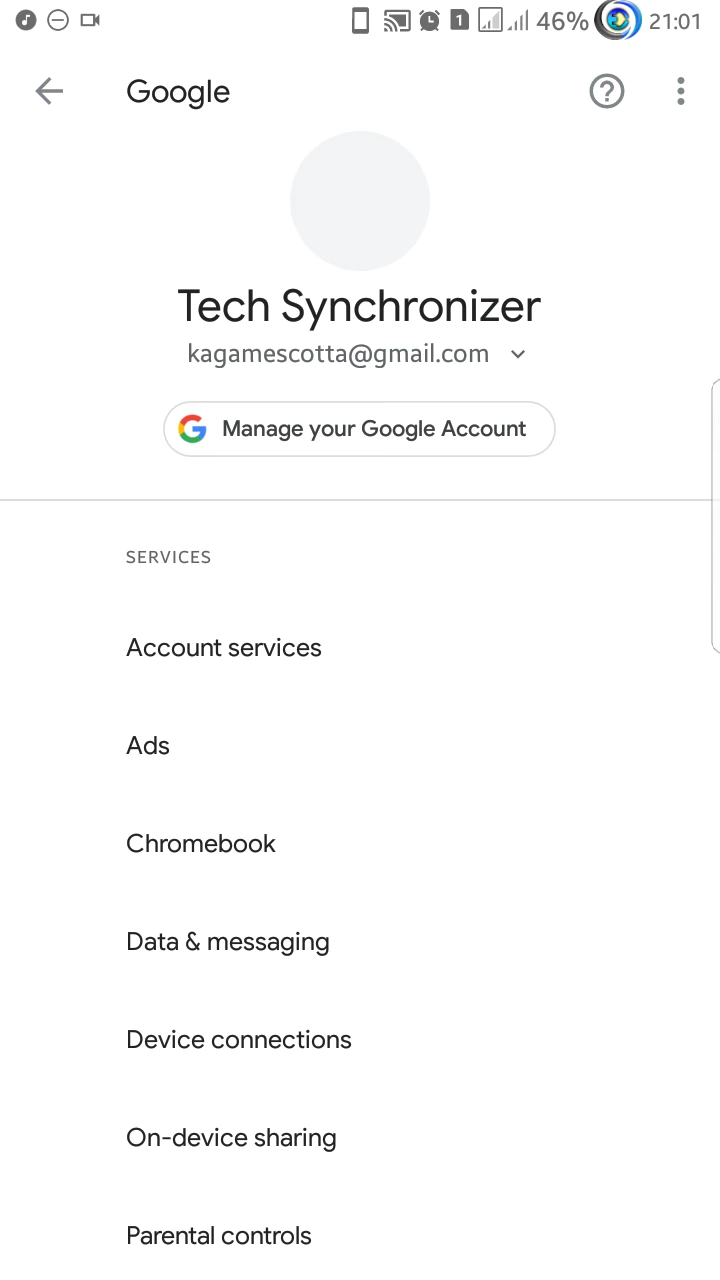 1 46% 21:01
Google
Tech Synchronizer
kagamescotta@gmail.com
Manage your Google Account
SERVICES
Account services
Ads
Chromebook
Data & messaging
Device connections
On-device sharing
Parental controls